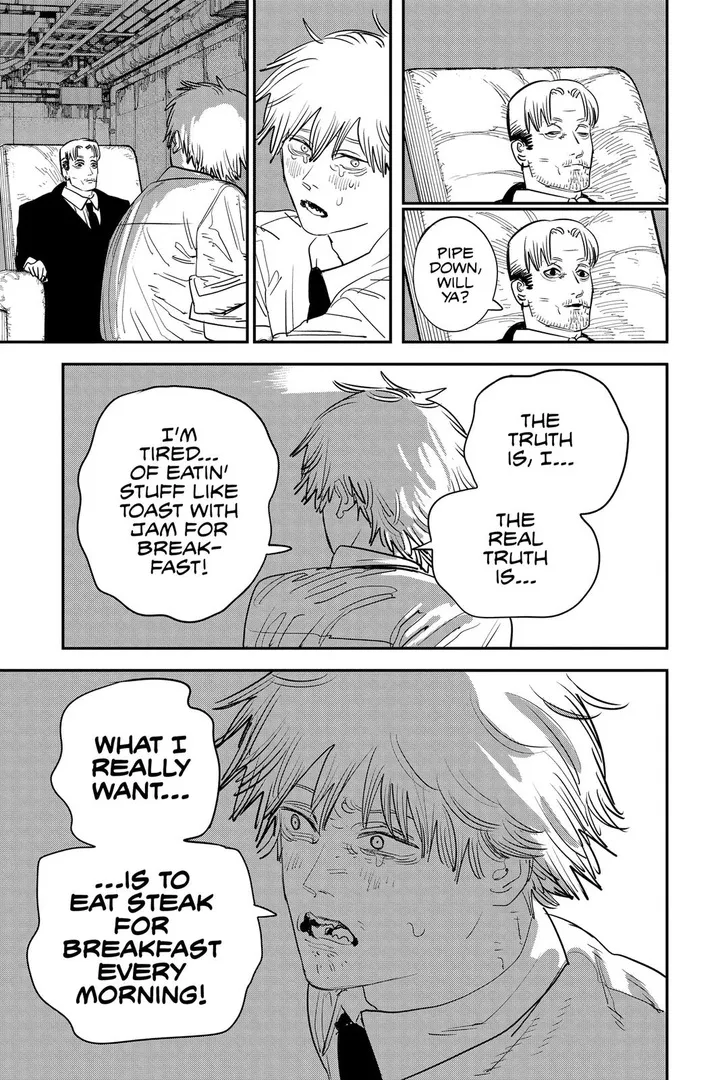 PIPE
DOWN,
WILL
YA?
THE
TRUTH
IS, I...
THE
REAL
TRUTH
IS...
I'M
TIRED...
OF EATIN'
STUFF LIKE
TOAST WITH
JAM FOR
BREAK-
FAST!
WHAT I
REALLY
WANT...
...IS TO
EAT STEAK
FOR
BREAKFAST
EVERY
MORNING!